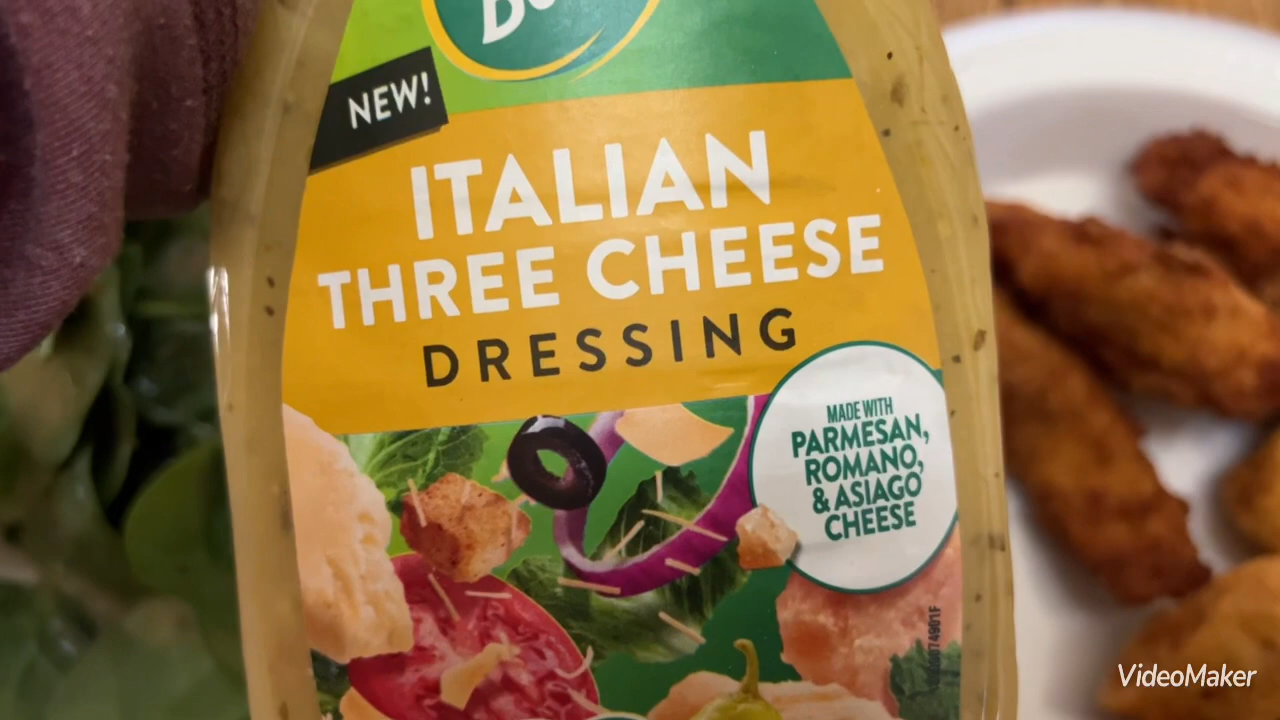 NEW!
ITALIAN
THREE CHEESE
DRESSING
MADE WITH
PARMESAN,
ROMANO,
& ASIAGO
CHEESE
VideoMaker